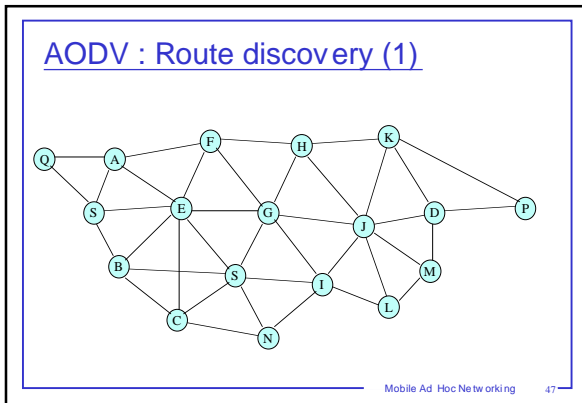 AODV : Route discovery (1)
F
H
K
Q
A
S
E
G
J
D
P
B
S
I
M
C
L
N
Mobile Ad Hoc Networking 47